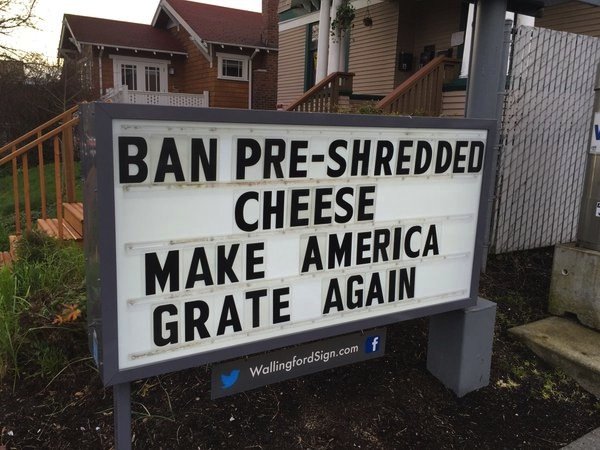 BAN PRE-SHREDDED
CHEESE
MAKE AMERICA
GRATE AGAIN
WallingfordSign.com f